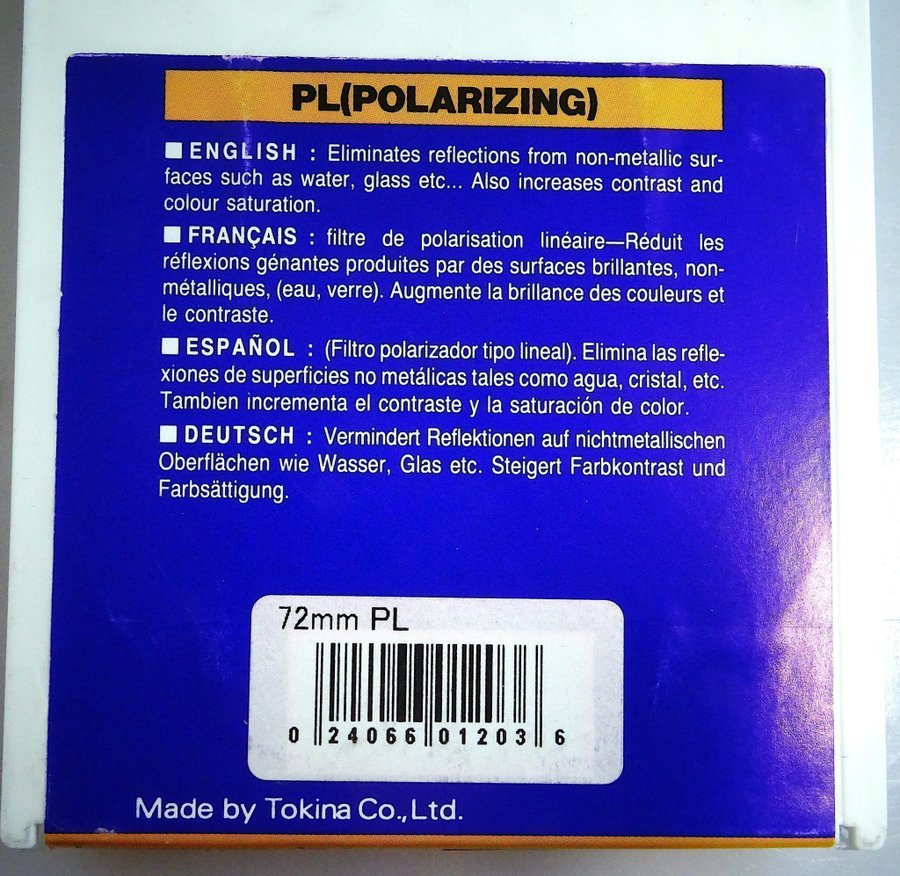 PL(POLARIZING)
■ ENGLISH : Eliminates reflections from non-metallic sur-
faces such as water, glass etc... Also increases contrast and
colour saturation.
■ FRANÇAIS : filtre de polarisation linéaire—Réduit les
réflexions génantes produites par des surfaces brillantes, non-
métalliques, (eau, verre). Augmente la brillance des couleurs et
le contraste.
■ ESPAÑOL : (Filtro polarizador tipo lineal). Elimina las refle-
xiones de superficies no metálicas tales como agua, cristal, etc.
Tambien incrementa el contraste y la saturación de color.
■ DEUTSCH : Vermindert Reflektionen auf nichtmetallischen
Oberflächen wie Wasser, Glas etc. Steigert Farbkontrast und
Farbsättigung.
72mm PL
0 24066 01203 6
Made by Tokina Co.,Ltd.